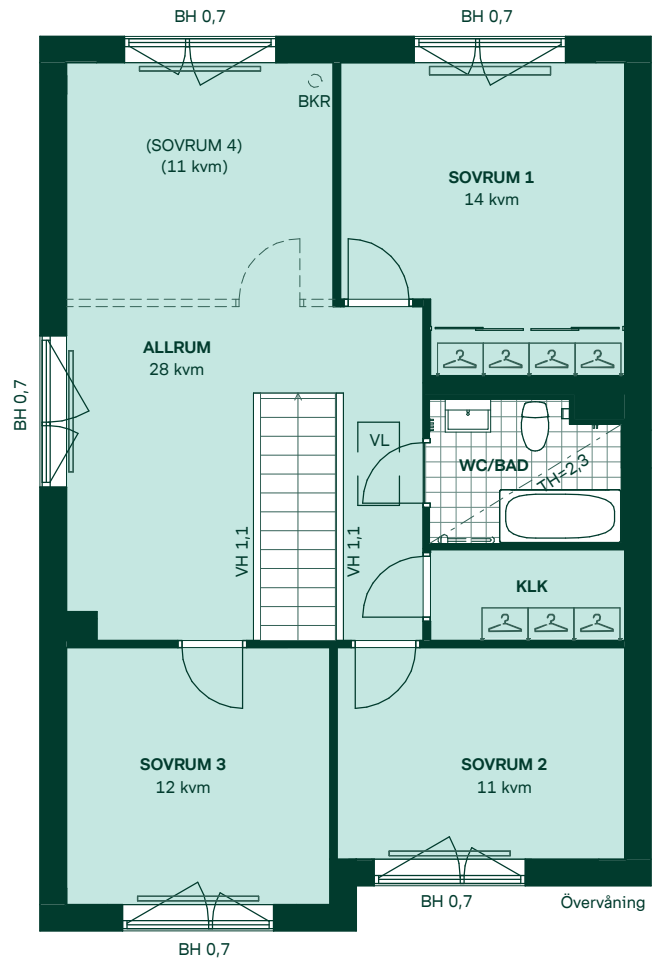 BH 0,7
BH 0,7
BKR
(SOVRUM 4)
(11 kvm)
SOVRUM 1
14 kvm
ALLRUM
28 kvm
BH 0,7
VL
WC/BAD
TH=2,3
VH 1,1
VH 1,1
KLK
SOVRUM 3
12 kvm
SOVRUM 2
11 kvm
BH 0,7
Övervåning
BH 0,7